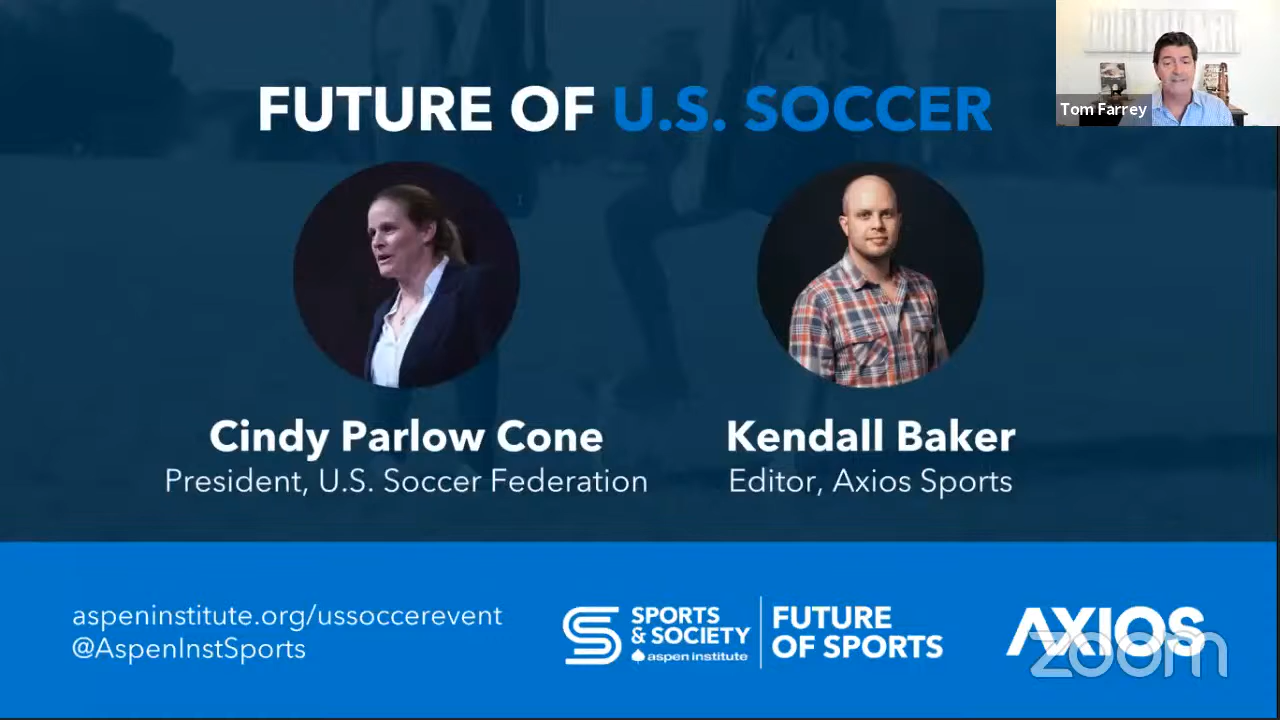 FUTURE OF U.S. SOCCER
Tom Farrey
Cindy Parlow Cone
President, U.S. Soccer Federation
Kendall Baker
Editor, Axios Sports
aspeninstitute.org/ussoccerevent
@AspenInstSports
SPORTS
& SOCIETY
aspen institute
FUTURE
OF SPORTS
AXIOS
zoom